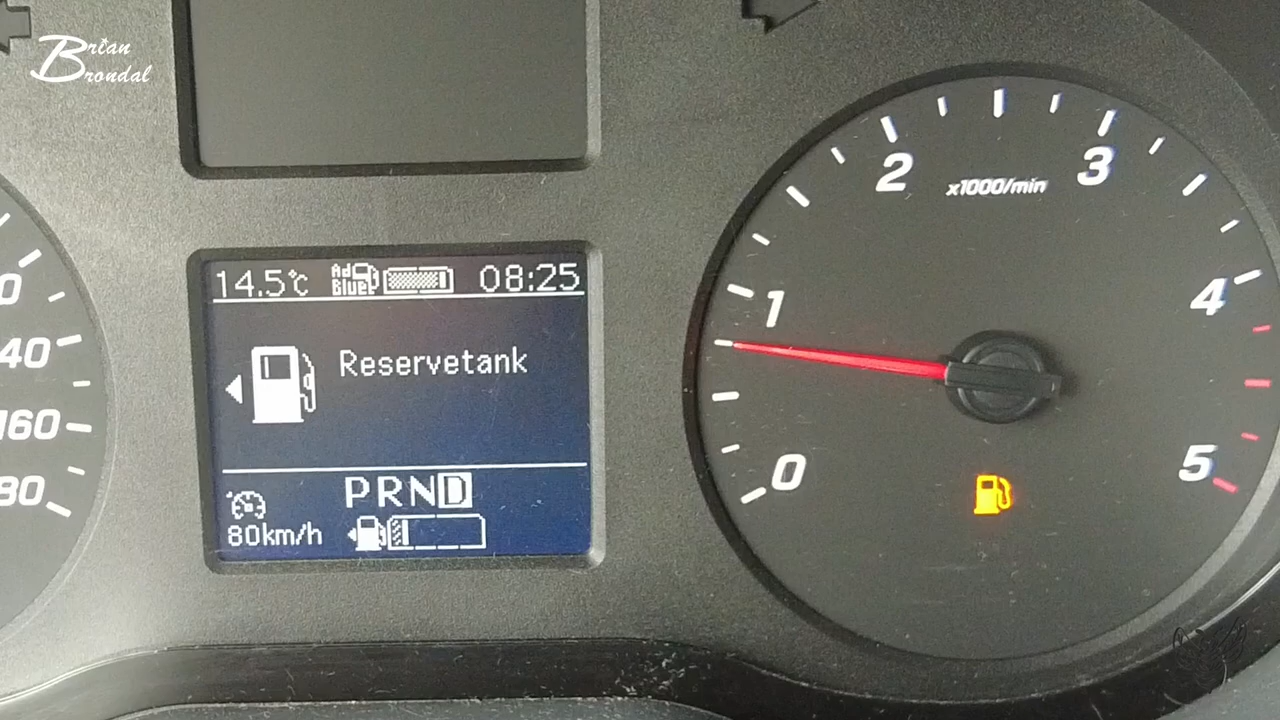 Brian
Brondal
14.5°C
Ad
Blue
08:25
Reservetank
PRND
80km/h
40
160
80
0
1
2
3
4
5
x1000/min